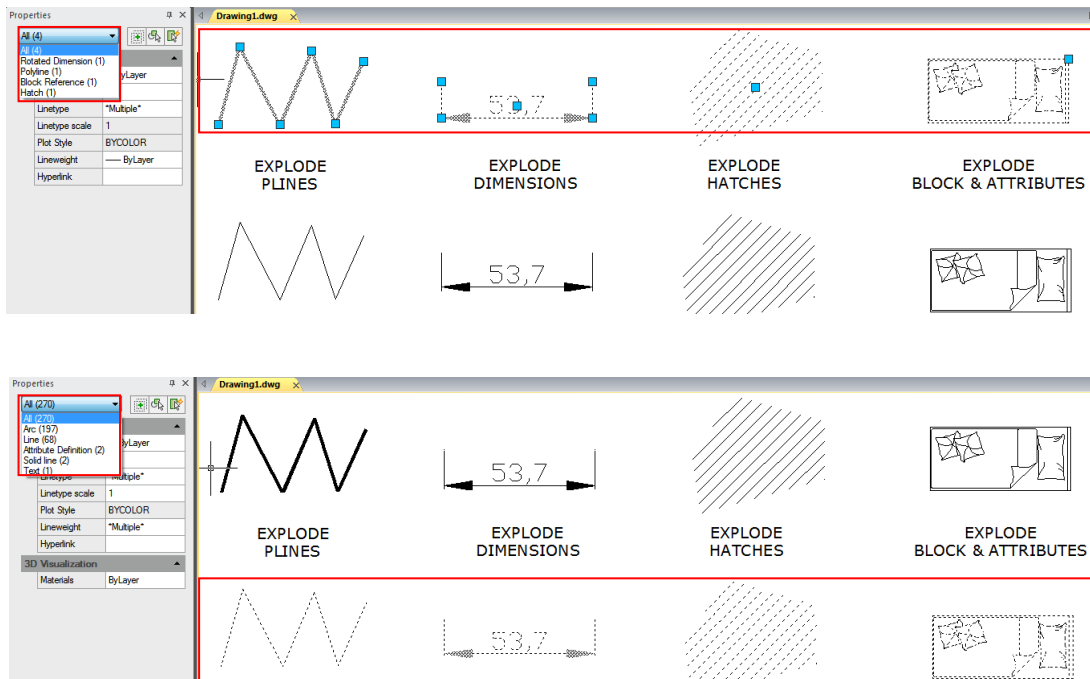 Properties
Drawing1.dwg
All (4)
All (4)
Rotated Dimension (1)
Polyline (1)
Block Reference (1)
Hatch (1)
ByLayer
Linetype *Multiple*
Linetype scale 1
Plot Style BYCOLOR
Lineweight ByLayer
Hyperlink
53,7
EXPLODE PLINES
EXPLODE DIMENSIONS
EXPLODE HATCHES
EXPLODE BLOCK & ATTRIBUTES
53,7
Properties
Drawing1.dwg
All (270)
All (270)
Arc (197)
Line (68)
Attribute Definition (2)
Solid line (2)
Text (1)
ByLayer
Linetype *Multiple*
Linetype scale 1
Plot Style BYCOLOR
Lineweight *Multiple*
Hyperlink
3D Visualization
Materials ByLayer
53,7
EXPLODE PLINES
EXPLODE DIMENSIONS
EXPLODE HATCHES
EXPLODE BLOCK & ATTRIBUTES
53,7